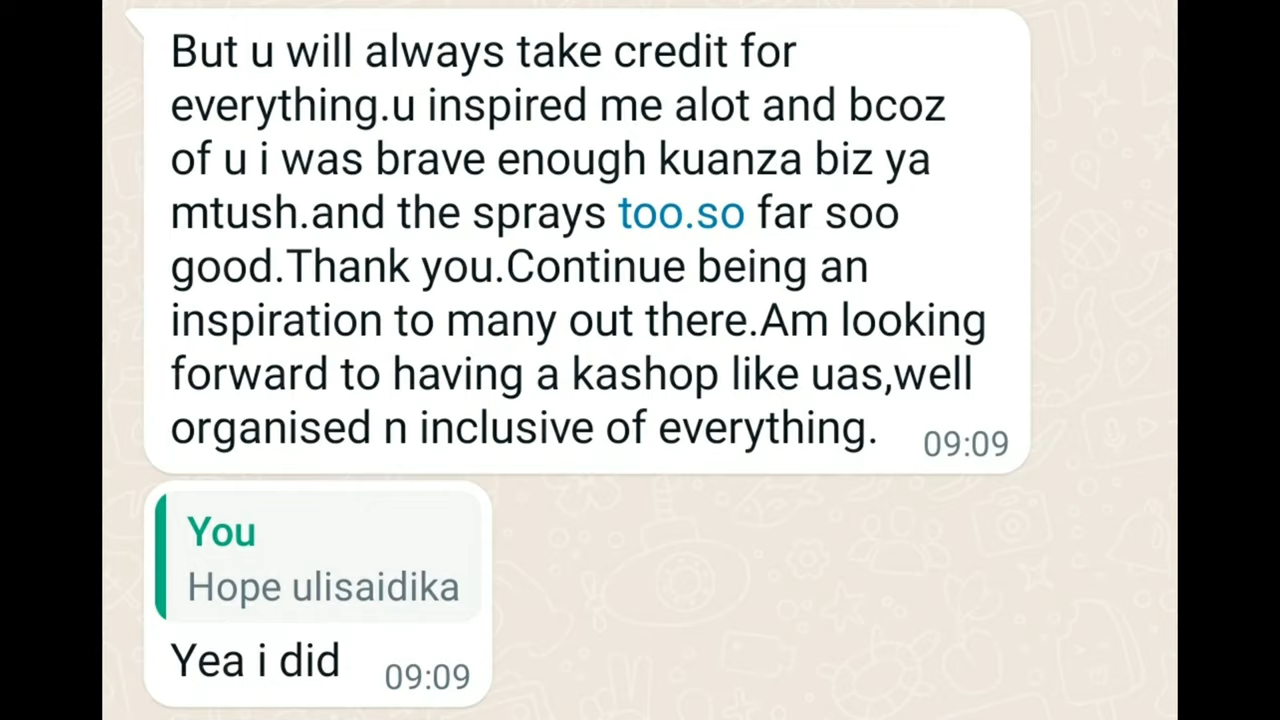 But u will always take credit for
everything.u inspired me alot and bcoz
of u i was brave enough kuanza biz ya
mtush.and the sprays too.so far soo
good.Thank you.Continue being an
inspiration to many out there.Am looking
forward to having a kashop like uas,well
organised n inclusive of everything.
09:09
You
Hope ulisaidika
Yea i did
09:09